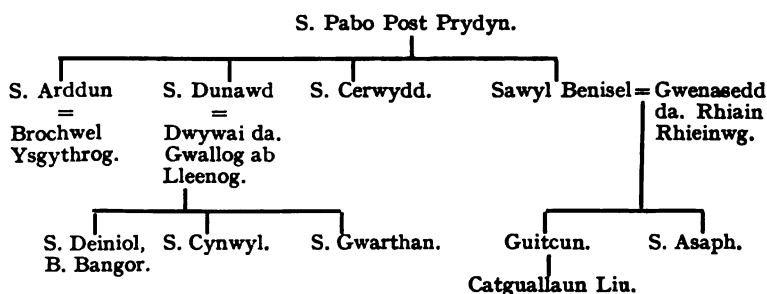 S. Pabo Post Prydyn.
S. Arddun
=
Brochwel
Ysgythrog.
S. Dunawd
=
Dwywai da.
Gwallog ab
Lleenog.
S. Cerwydd.
Sawyl Benisel = Gwenasedd
da. Rhiain
Rhieinwg.
S. Deiniol,
B. Bangor.
S. Cynwyl.
S. Gwarthan.
Guitcun.
S. Asaph.
Catguallaun Liu.